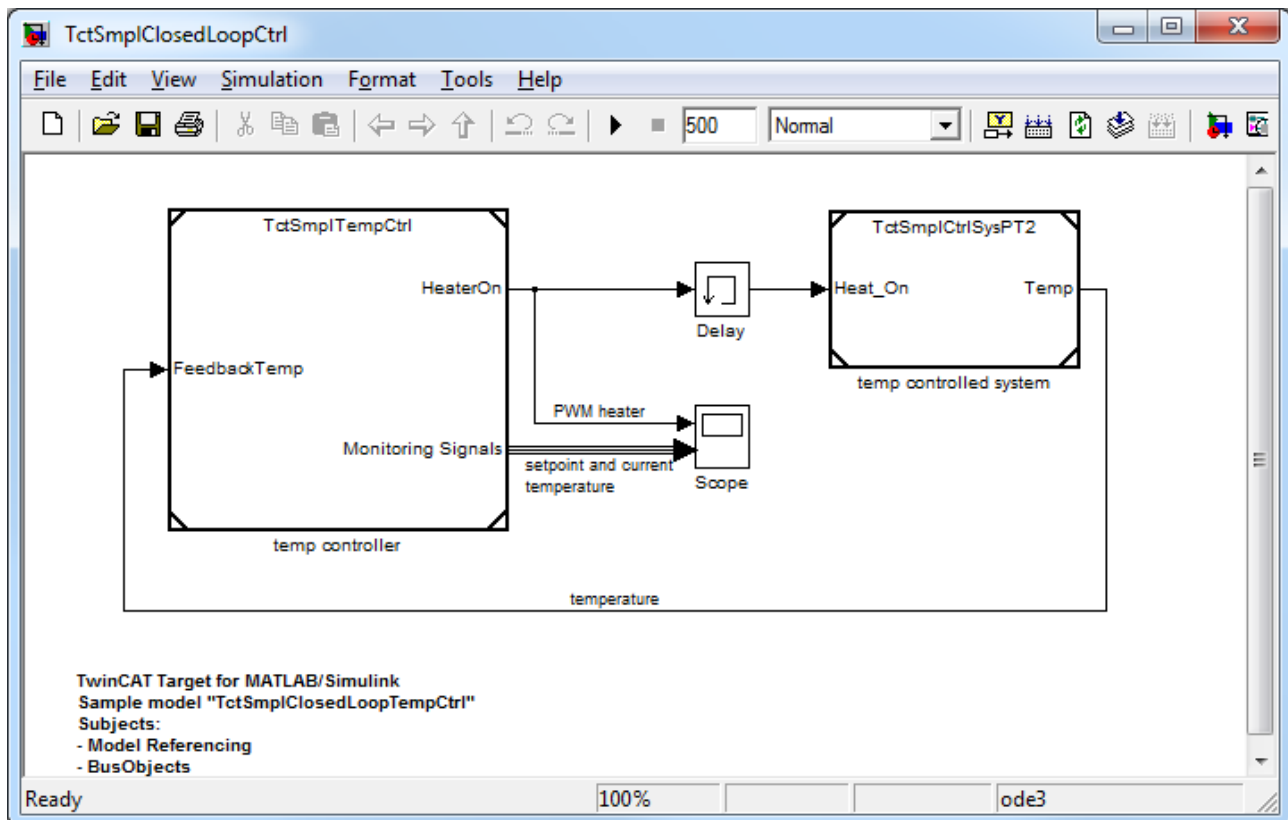 TctSmplClosedLoopCtrl
File Edit View Simulation Format Tools Help
500 Normal
TctSmplTempCtrl
TctSmplCtrlSysPT2
HeaterOn
Heat_On
Temp
Delay
FeedbackTemp
temp controlled system
PWM heater
Monitoring Signals
setpoint and current
temperature
Scope
temp controller
temperature
TwinCAT Target for MATLAB/Simulink
Sample model "TctSmplClosedLoopTempCtrl"
Subjects:
- Model Referencing
- BusObjects
Ready 100% ode3